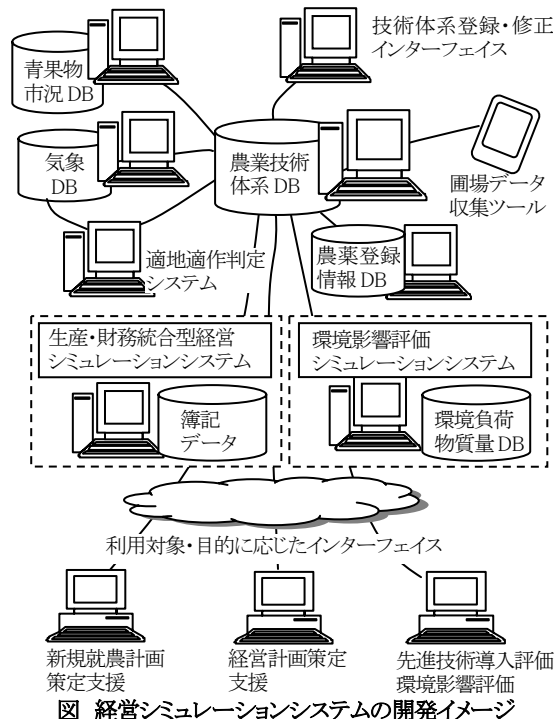 青果物
市況DB
技術体系登録・修正
インターフェイス
気象
DB
農業技術
体系DB
圃場データ
収集ツール
適地適作判定
システム
農薬登録
情報DB
生産・財務統合型経営
シミュレーションシステム
簿記
データ
環境影響評価
シミュレーションシステム
環境負荷
物質量DB
利用対象・目的に応じたインターフェイス
新規就農計画
策定支援
経営計画策定
支援
先進技術導入評価
環境影響評価
図 経営シミュレーションシステムの開発イメージ